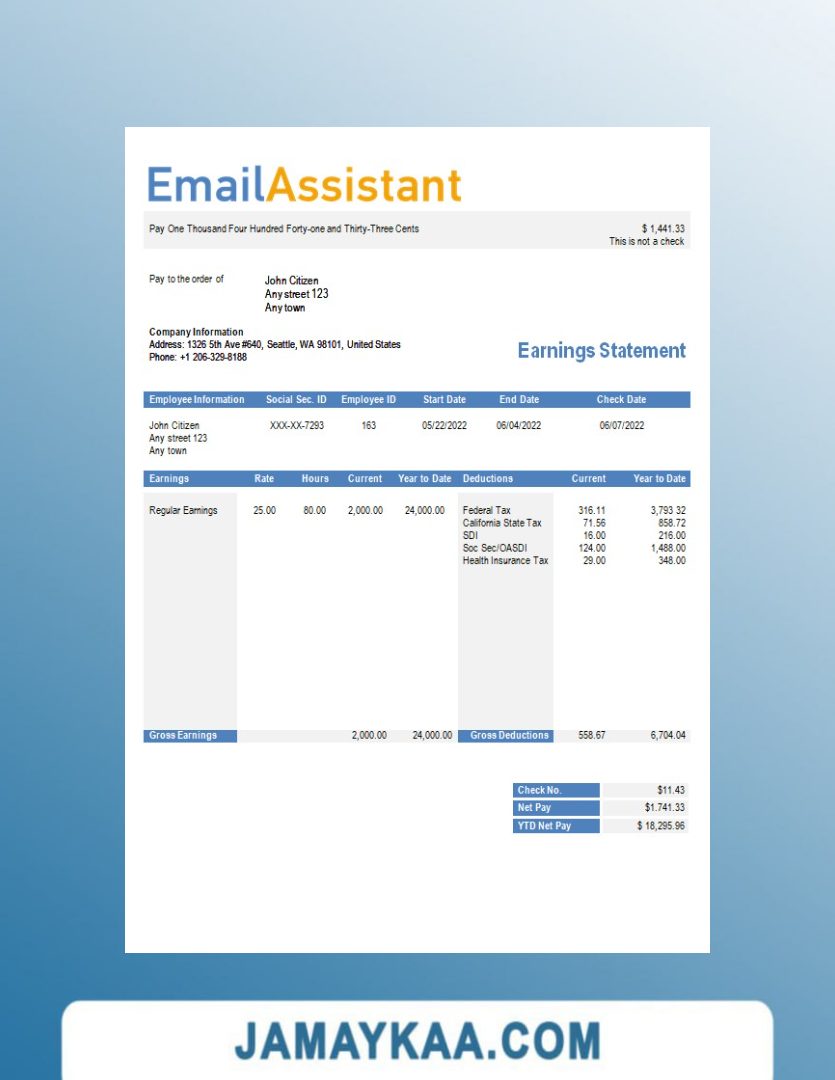 EmailAssistant
Pay One Thousand Four Hundred Forty-one and Thirty-Three Cents $ 1,441.33
This is not a check
Pay to the order of John Citizen
Any street 123
Any town
Company Information
Address: 1326 5th Ave #640, Seattle, WA 98101, United States
Phone: +1 206-329-8188
Earnings Statement
Employee Information Social Sec. ID Employee ID Start Date End Date Check Date
John Citizen XXX-XX-7293 163 05/22/2022 06/04/2022 06/07/2022
Any street 123
Any town
Earnings Rate Hours Current Year to Date Deductions Current Year to Date
Regular Earnings 25.00 80.00 2,000.00 24,000.00 Federal Tax 316.11 3,793 32
California State Tax 71.56 858.72
SDI 16.00 216.00
Soc Sec/OASDI 124.00 1,488.00
Health Insurance Tax 29.00 348.00
Gross Earnings 2,000.00 24,000.00 Gross Deductions 558.67 6,704.04
Check No. $11.43
Net Pay $1.741.33
YTD Net Pay $ 18,295.96
JAMAYKAA.COM